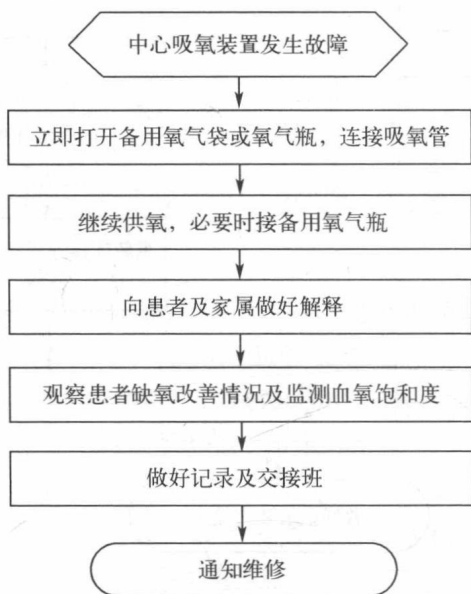 中心吸氧装置发生故障
立即打开备用氧气袋或氧气瓶，连接吸氧管
继续供氧，必要时接备用氧气瓶
向患者及家属做好解释
观察患者缺氧改善情况及监测血氧饱和度
做好记录及交接班
通知维修